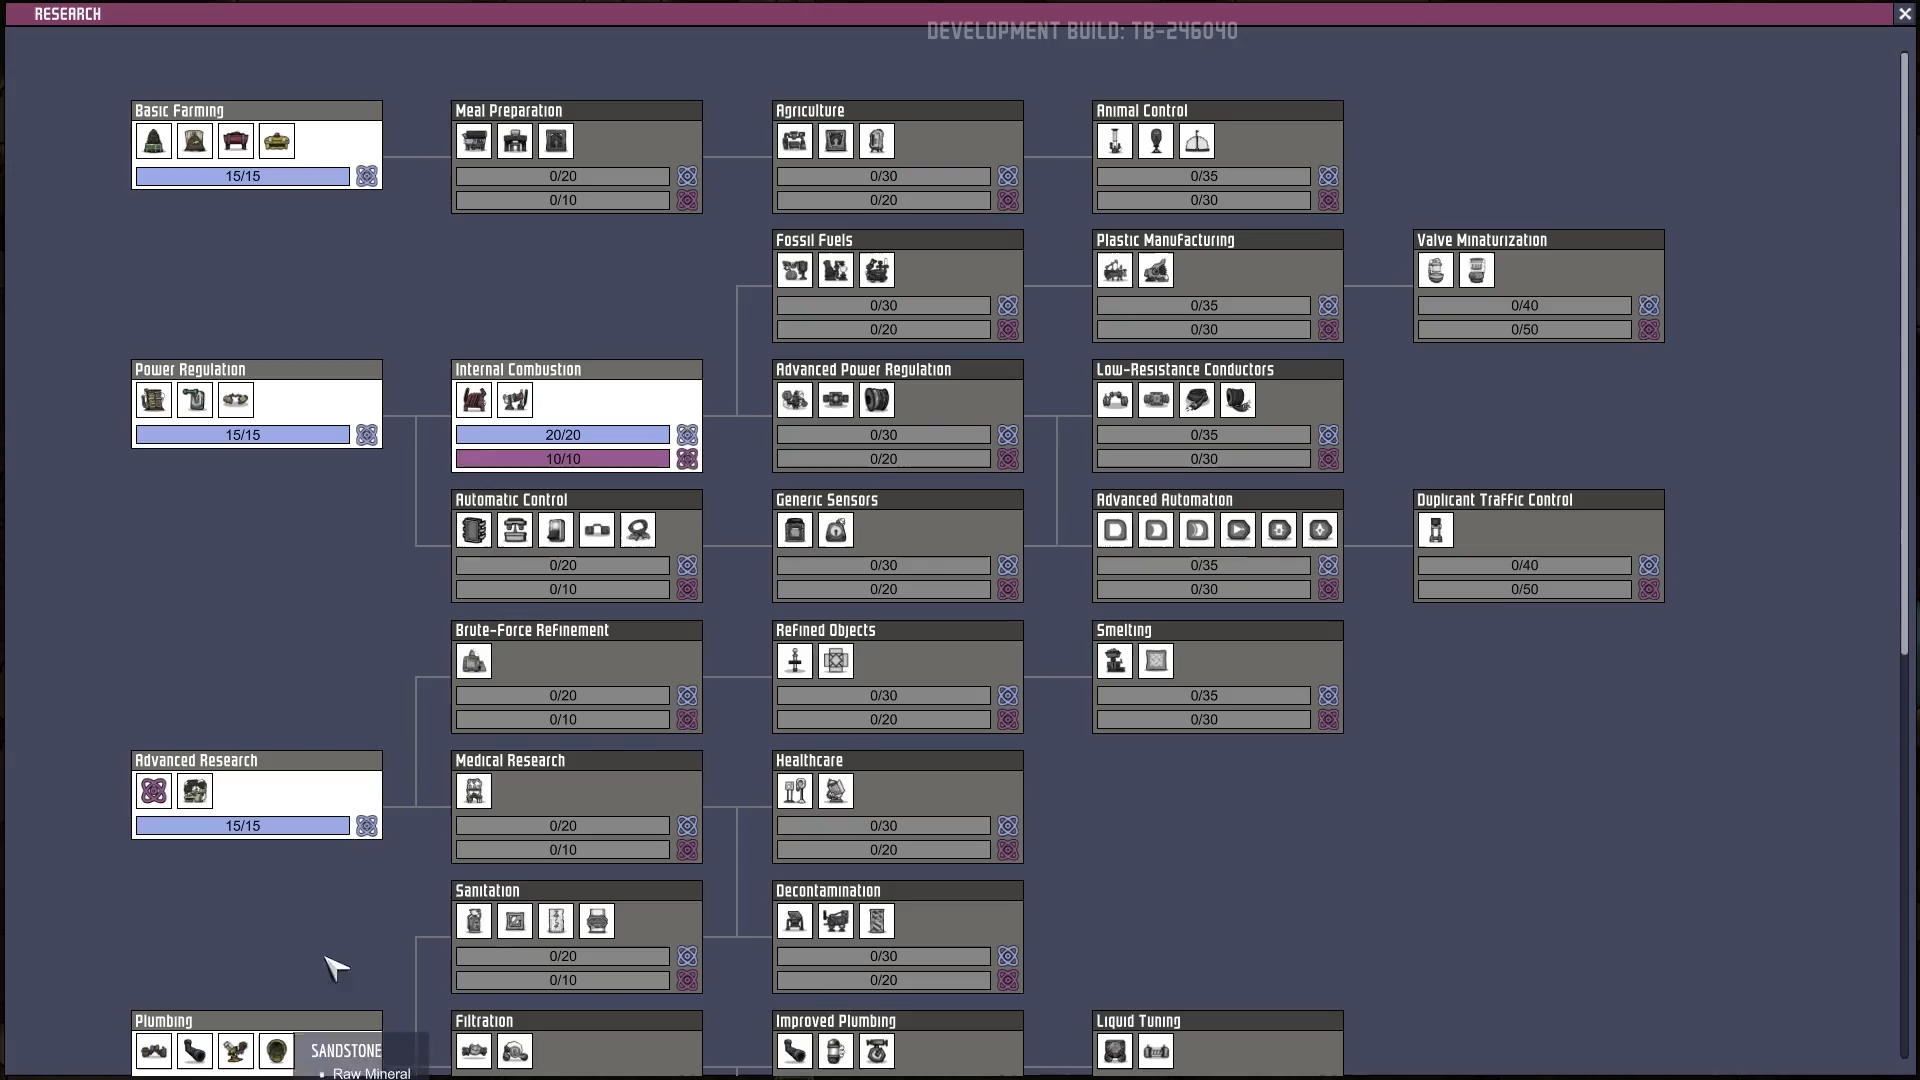 RESEARCH
DEVELOPMENT BUILD: TB-246040
Basic Farming
Meal Preparation
Agriculture
Animal Control
15/15
0/20
0/30
0/35
0/10
0/20
0/30
Fossil Fuels
Plastic Manufacturing
Valve Minaturization
0/30
0/35
0/40
0/20
0/30
0/50
Power Regulation
Internal Combustion
Advanced Power Regulation
Low-Resistance Conductors
15/15
20/20
0/30
0/35
10/10
0/20
0/30
Automatic Control
Generic Sensors
Advanced Automation
Duplicant Traffic Control
0/20
0/30
0/35
0/40
0/10
0/20
0/30
0/50
Brute-Force Refinement
Refined Objects
Smelting
0/20
0/30
0/35
0/10
0/20
0/30
Advanced Research
Medical Research
Healthcare
15/15
0/20
0/30
0/10
0/20
Sanitation
Decontamination
0/20
0/30
0/10
0/20
Plumbing
Filtration
Improved Plumbing
Liquid Tuning
SANDSTONE
• Raw Mineral